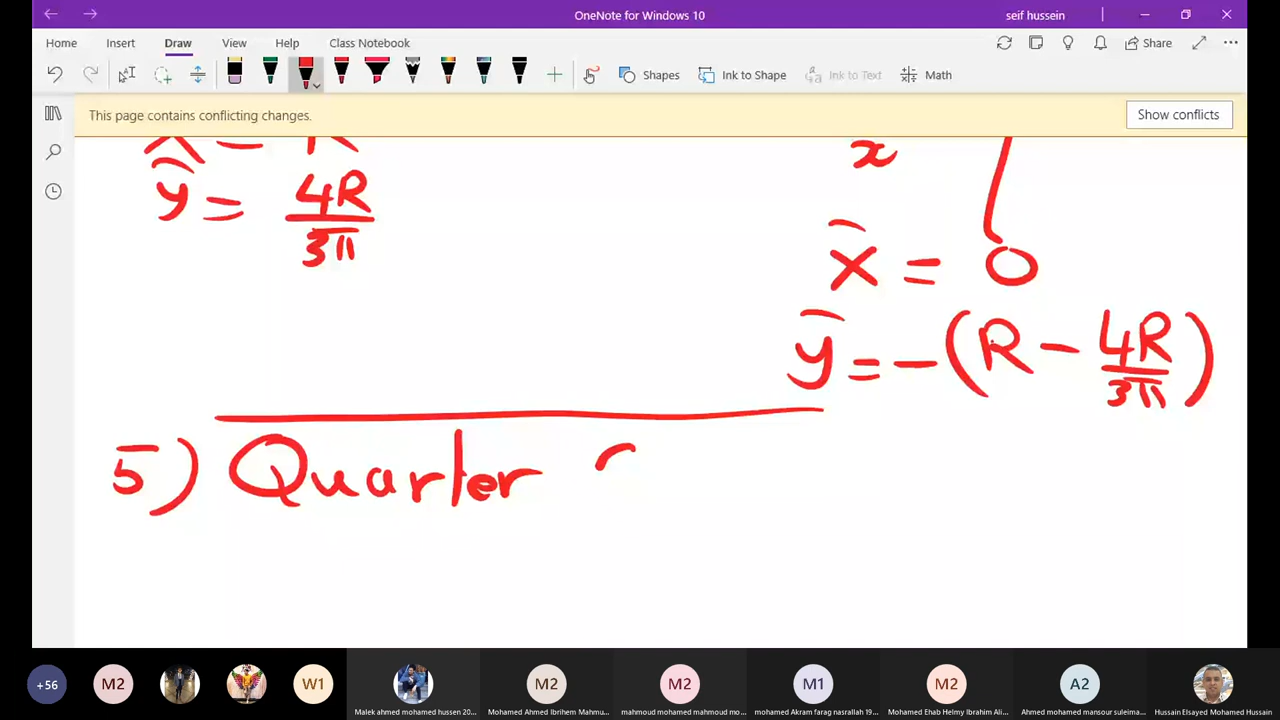 OneNote for Windows 10
seif hussein
Home Insert Draw View Help Class Notebook
Share
Shapes Ink to Shape Ink to Text Math
This page contains conflicting changes.
Show conflicts
x̄ = R
ȳ = 4R/3π
x
x̄ = 0
ȳ = -(R - 4R/3π)
5) Quarter C
+56 M2 W1 M2 M2 M1 M2 A2
Malek ahmed mohamed hussen 20...
Mohamed Ahmed Ibrihem Mahmu...
mahmoud mohamed mahmoud mo...
mohamed Akram farag nasrallah 19...
Mohamed Ehab Helmy Ibrahim Ali...
Ahmed mohamed mansour suleima...
Hussain Elsayed Mohamed Hussain